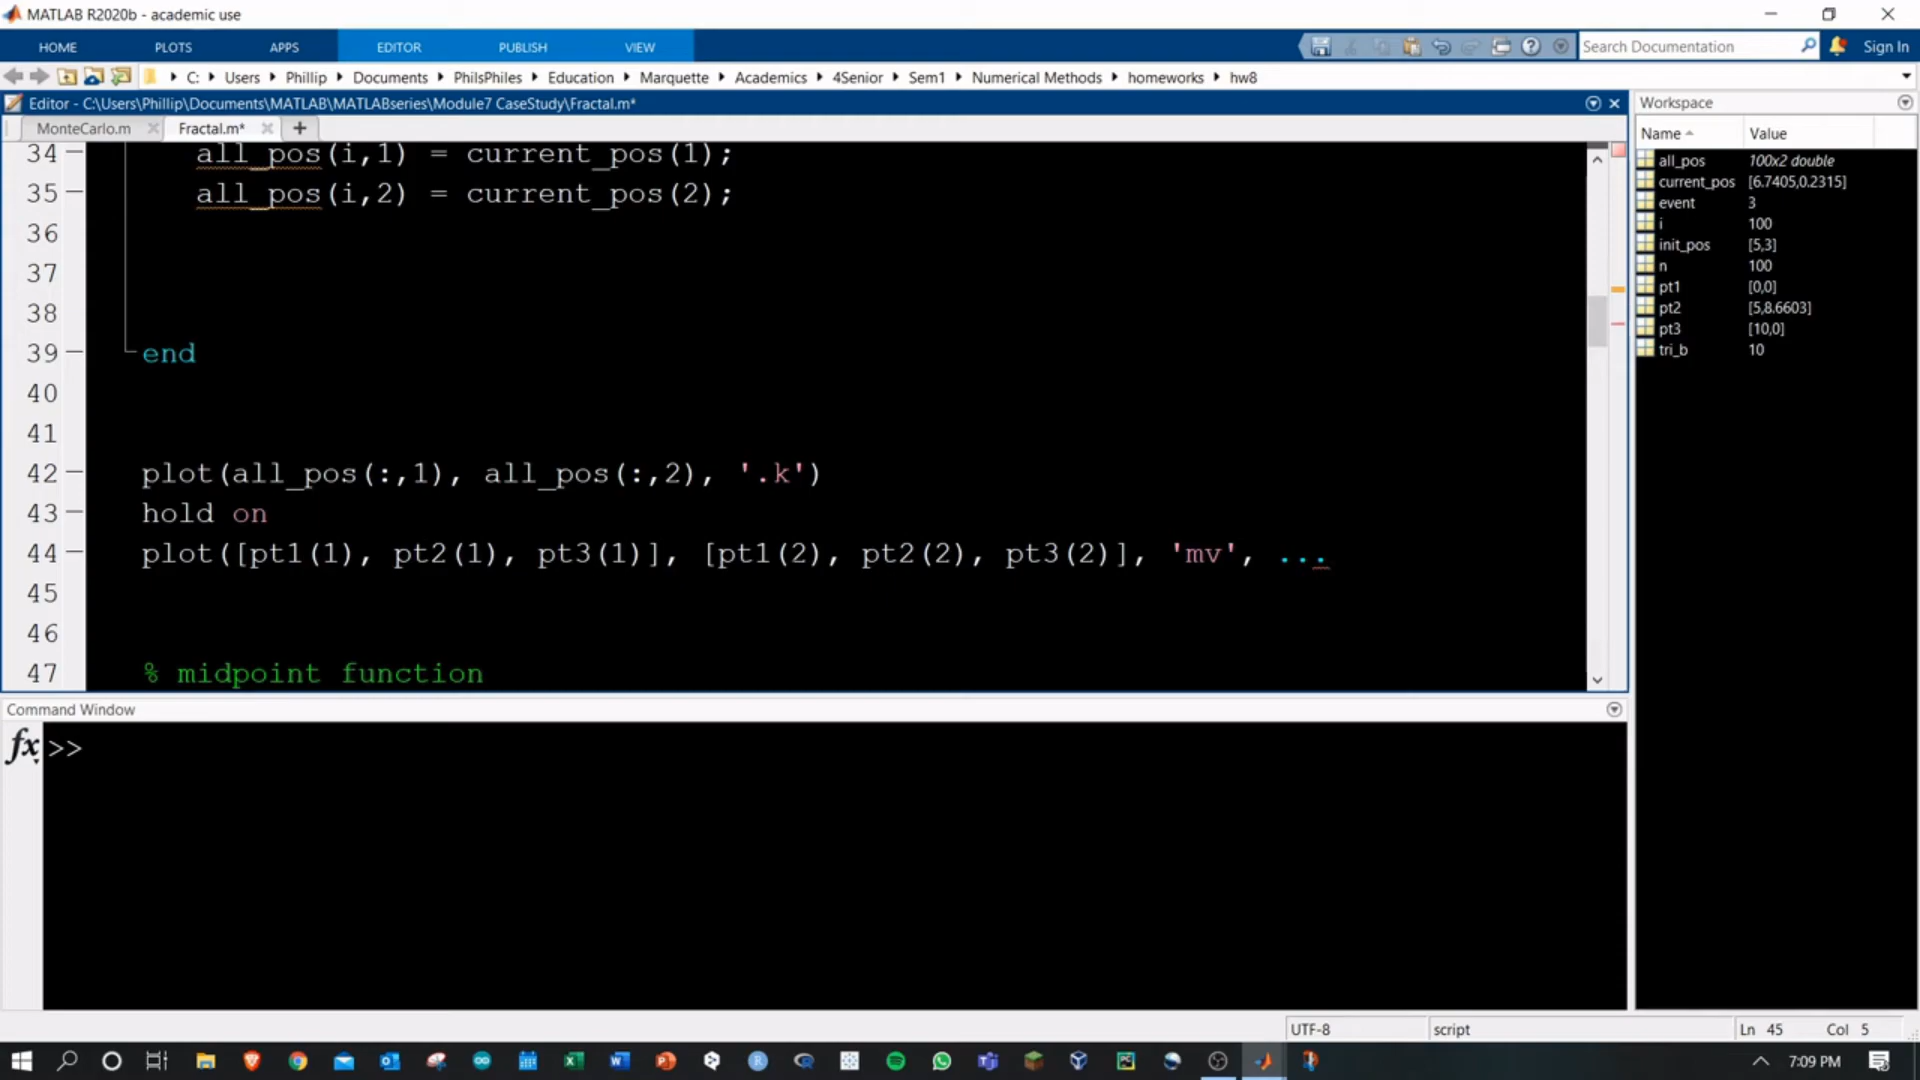 MATLAB R2020b - academic use
HOME PLOTS APPS EDITOR PUBLISH VIEW Search Documentation Sign In
C: Users Phillip Documents PhilsPhiles Education Marquette Academics 4Senior Sem1 Numerical Methods homeworks hw8
Editor - C:\Users\Phillip\Documents\MATLAB\MATLABseries\Module7 CaseStudy\Fractal.m*
MonteCarlo.m Fractal.m* +
34 all_pos(i,1) = current_pos(1);
35 all_pos(i,2) = current_pos(2);
36
37
38
39 end
40
41
42 plot(all_pos(:,1), all_pos(:,2), '.k')
43 hold on
44 plot([pt1(1), pt2(1), pt3(1)], [pt1(2), pt2(2), pt3(2)], 'mv', ...
45
46
47 % midpoint function
Command Window
fx >>
Workspace
Name Value
all_pos 100x2 double
current_pos [6.7405,0.2315]
event 3
i 100
init_pos [5,3]
n 100
pt1 [0,0]
pt2 [5,8.6603]
pt3 [10,0]
tri_b 10
UTF-8 script Ln 45 Col 5
7:09 PM